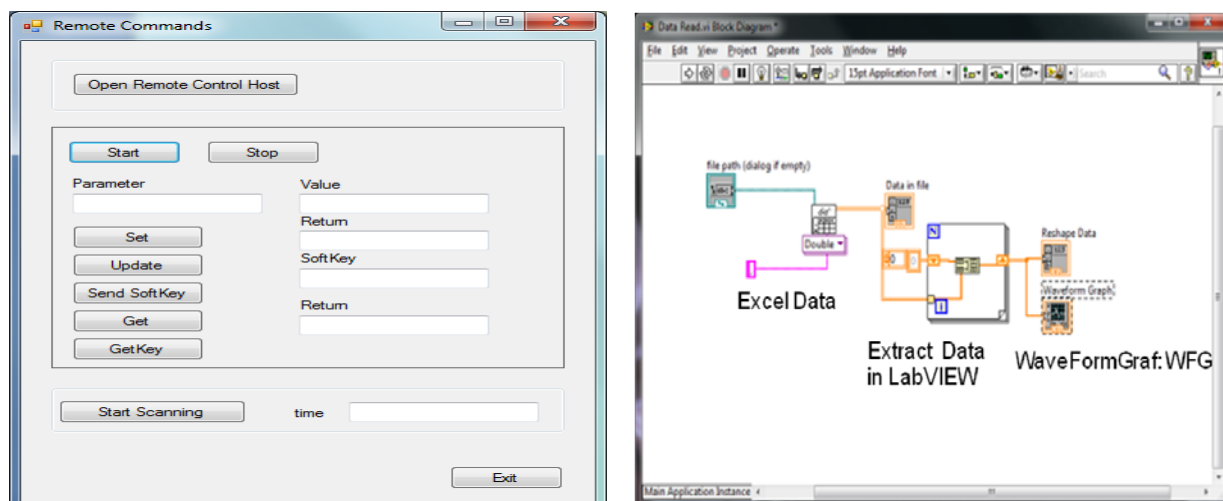 Remote Commands
Open Remote Control Host
Start Stop
Parameter Value
Return
Set
SoftKey
Update
Send SoftKey
Return
Get
GetKey
Start Scanning time
Exit
Data Read.vi Block Diagram *
File Edit View Project Operate Tools Window Help
15pt Application Font Search
file path (dialog if empty)
Data in file
Double
Reshape Data
Waveform Graph
Excel Data
Extract Data
in LabVIEW
WaveFormGraf:WFG
Main Application Instance